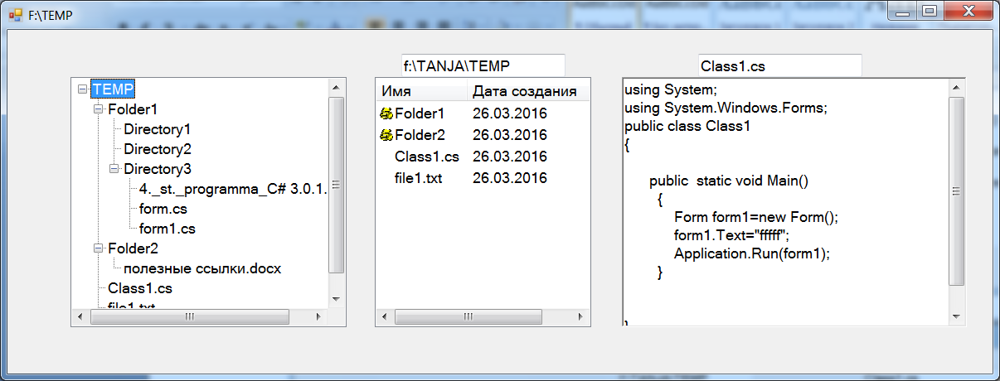 F:\TEMP
TEMP
Folder1
Directory1
Directory2
Directory3
4._st._programma_C# 3.0.1.
form.cs
form1.cs
Folder2
полезные ссылки.docx
Class1.cs
file1.txt
f:\TANJA\TEMP
Имя Дата создания
Folder1 26.03.2016
Folder2 26.03.2016
Class1.cs 26.03.2016
file1.txt 26.03.2016
Class1.cs
using System;
using System.Windows.Forms;
public class Class1
{
public  static void Main()
{
Form form1=new Form();
form1.Text="fffff";
Application.Run(form1);
}
}